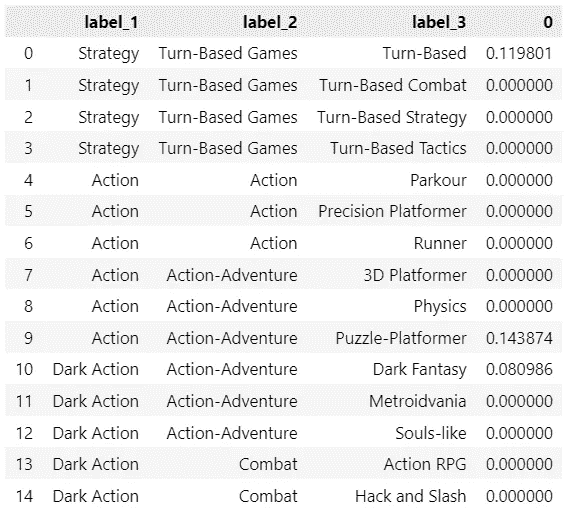 label_1 label_2 label_3 0
0 Strategy Turn-Based Games Turn-Based 0.119801
1 Strategy Turn-Based Games Turn-Based Combat 0.000000
2 Strategy Turn-Based Games Turn-Based Strategy 0.000000
3 Strategy Turn-Based Games Turn-Based Tactics 0.000000
4 Action Action Parkour 0.000000
5 Action Action Precision Platformer 0.000000
6 Action Action Runner 0.000000
7 Action Action-Adventure 3D Platformer 0.000000
8 Action Action-Adventure Physics 0.000000
9 Action Action-Adventure Puzzle-Platformer 0.143874
10 Dark Action Action-Adventure Dark Fantasy 0.080986
11 Dark Action Action-Adventure Metroidvania 0.000000
12 Dark Action Action-Adventure Souls-like 0.000000
13 Dark Action Combat Action RPG 0.000000
14 Dark Action Combat Hack and Slash 0.000000